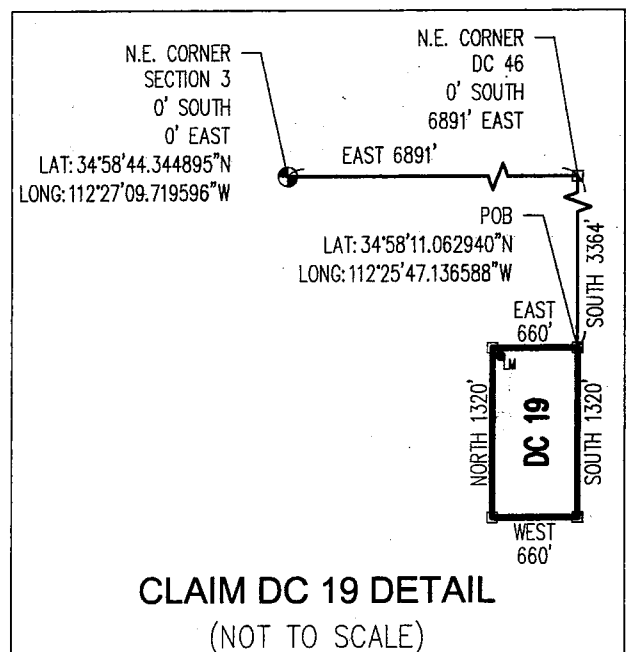 N.E. CORNER
SECTION 3
0' SOUTH
0' EAST
LAT: 34°58'44.344895"N
LONG: 112°27'09.719596"W
N.E. CORNER
DC 46
0' SOUTH
6891' EAST
EAST 6891'
POB
LAT: 34°58'11.062940"N
LONG: 112°25'47.136588"W
SOUTH 3364'
EAST
660'
LM
NORTH 1320'
DC 19
SOUTH 1320'
WEST
660'
CLAIM DC 19 DETAIL
(NOT TO SCALE)